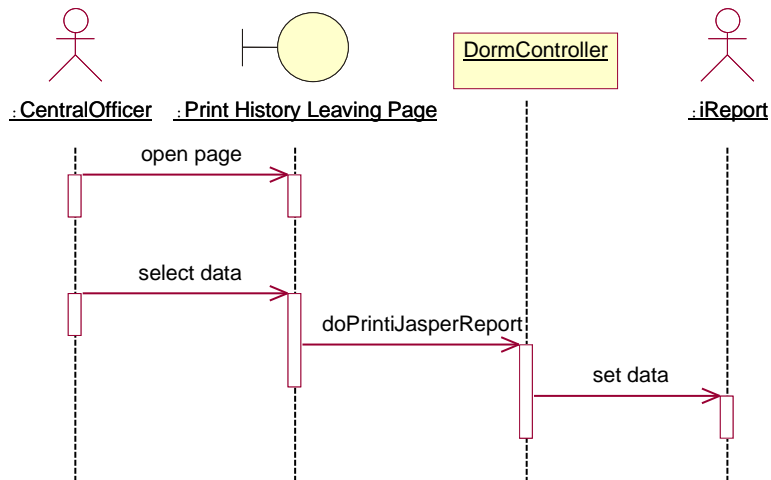 DormController
: CentralOfficer
: Print History Leaving Page
: iReport
open page
select data
doPrintiJasperReport
set data